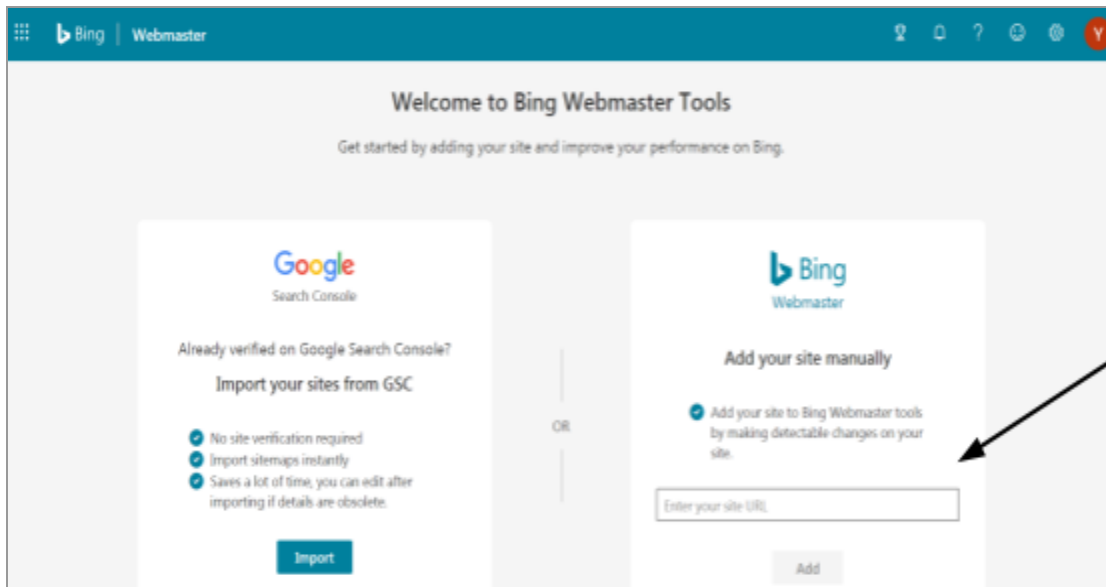 Bing | Webmaster
Y
Welcome to Bing Webmaster Tools
Get started by adding your site and improve your performance on Bing.
Google
Search Console
Already verified on Google Search Console?
Import your sites from GSC
No site verification required
Import sitemaps instantly
Saves a lot of time, you can edit after
importing if details are obsolete.
Import
OR
Bing
Webmaster
Add your site manually
Add your site to Bing Webmaster tools
by making detectable changes on your
site.
Enter your site URL
Add